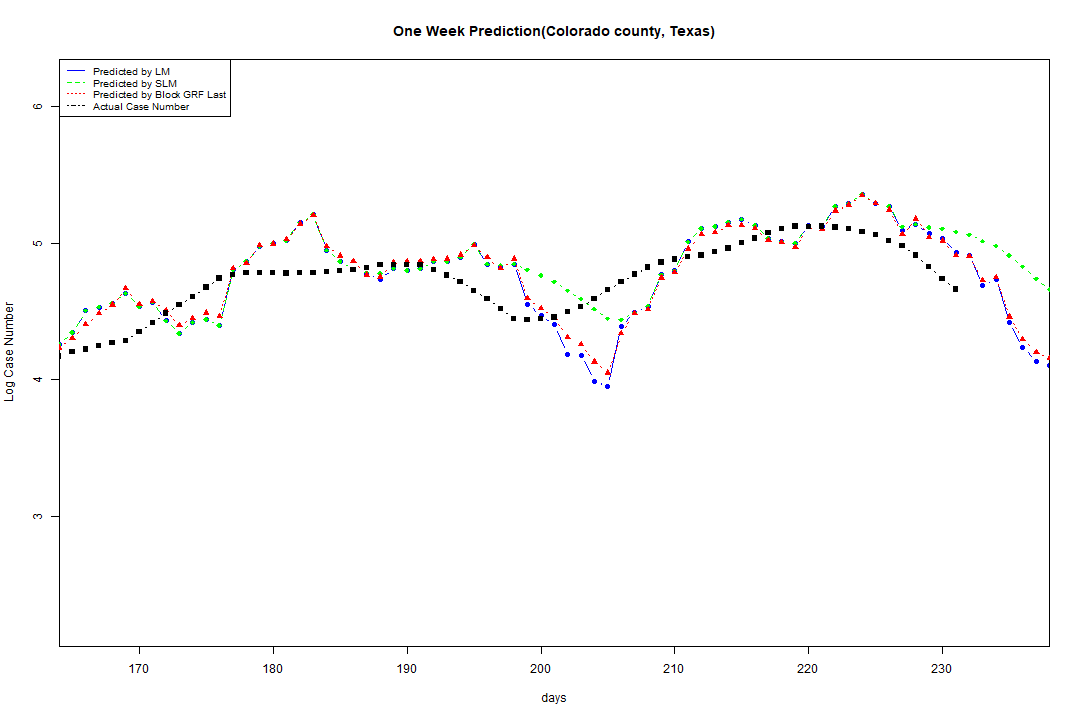 One Week Prediction(Colorado county, Texas)
Predicted by LM
Predicted by SLM
Predicted by Block GRF Last
Actual Case Number
6
5
4
3
Log Case Number
170 180 190 200 210 220 230
days